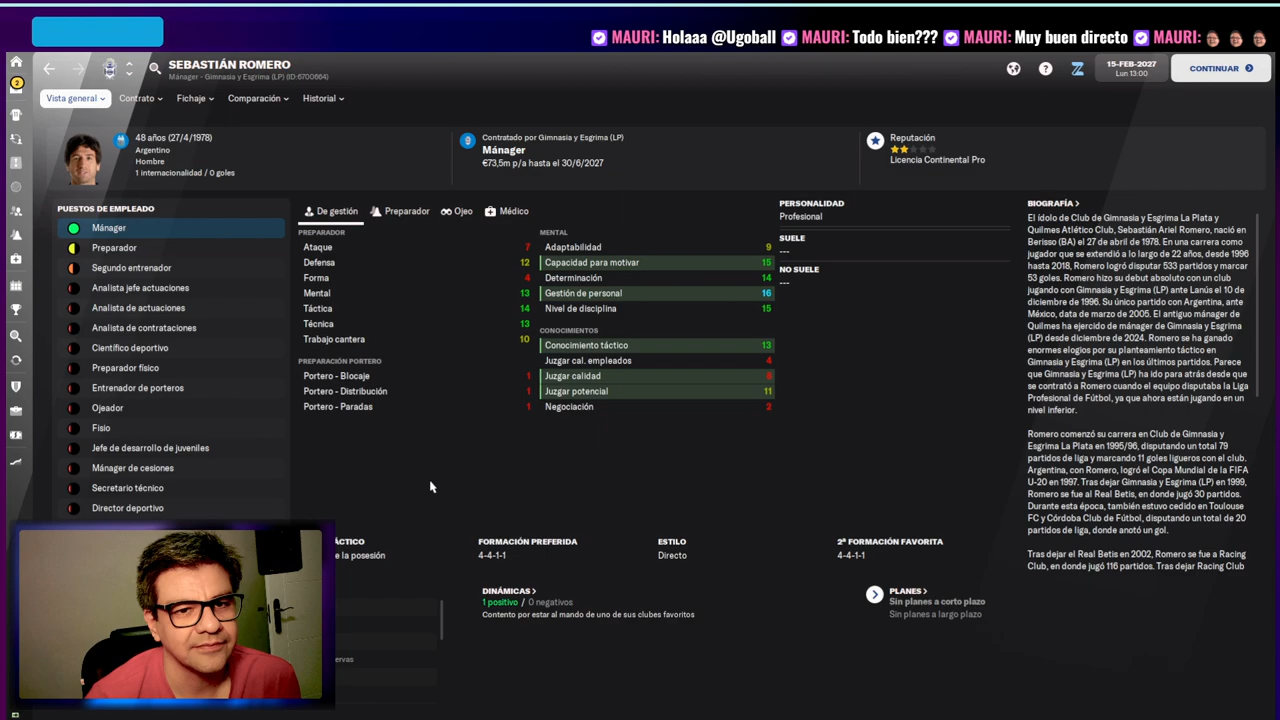 MAURI: Holaaa @Ugoball MAURI: Todo bien??? MAURI: Muy buen directo MAURI:
SEBASTIÁN ROMERO
Mánager - Gimnasia y Esgrima (LP) (ID:6700664)
15-FEB-2027
Lun 13:00
CONTINUAR
2
Vista general
Contrato
Fichaje
Comparación
Historial
48 años (27/4/1978)
Argentino
Hombre
1 internacionalidad / 0 goles
Contratado por Gimnasia y Esgrima (LP)
Mánager
€73,5m p/a hasta el 30/6/2027
Reputación
Licencia Continental Pro
PUESTOS DE EMPLEADO
Mánager
Preparador
Segundo entrenador
Analista jefe actuaciones
Analista de actuaciones
Analista de contrataciones
Científico deportivo
Preparador físico
Entrenador de porteros
Ojeador
Fisio
Jefe de desarrollo de juveniles
Mánager de cesiones
Secretario técnico
Director deportivo
De gestión
Preparador
Ojeo
Médico
PREPARADOR
Ataque 7
Defensa 12
Forma 4
Mental 13
Táctica 14
Técnica 13
Trabajo cantera 10
PREPARACIÓN PORTERO
Portero - Blocaje 1
Portero - Distribución 1
Portero - Paradas 1
MENTAL
Adaptabilidad 9
Capacidad para motivar 15
Determinación 14
Gestión de personal 16
Nivel de disciplina 15
CONOCIMIENTOS
Conocimiento táctico 13
Juzgar cal. empleados 4
Juzgar calidad 8
Juzgar potencial 11
Negociación 2
PERSONALIDAD
Profesional
SUELE
---
NO SUELE
---
BIOGRAFÍA
El ídolo de Club de Gimnasia y Esgrima La Plata y
Quilmes Atlético Club, Sebastián Ariel Romero, nació en
Berisso (BA) el 27 de abril de 1978. En una carrera como
jugador que se extendió a lo largo de 22 años, desde 1996
hasta 2018, Romero logró disputar 533 partidos y marcar
53 goles. Romero hizo su debut absoluto con un club
jugando con Gimnasia y Esgrima (LP) ante Lanús el 10 de
diciembre de 1996. Su único partido con Argentina, ante
México, data de marzo de 2005. El antiguo mánager de
Quilmes ha ejercido de mánager de Gimnasia y Esgrima
(LP) desde diciembre de 2024. Romero se ha ganado
enormes elogios por su planteamiento táctico en
Gimnasia y Esgrima (LP) en los últimos partidos. Parece
que Gimnasia y Esgrima (LP) ha ido para atrás desde que
se contrató a Romero cuando el equipo disputaba la Liga
Profesional de Fútbol, ya que ahora están jugando en un
nivel inferior.
Romero comenzó su carrera en Club de Gimnasia y
Esgrima La Plata en 1995/96, disputando un total 79
partidos de liga y marcando 11 goles ligueros con el club.
Argentina, con Romero, logró el Copa Mundial de la FIFA
U-20 en 1997. Tras dejar Gimnasia y Esgrima (LP) en 1999,
Romero se fue al Real Betis, en donde jugó 30 partidos.
Durante esta época, también estuvo cedido en Toulouse
FC y Córdoba Club de Fútbol, disputando un total de 20
partidos de liga, donde anotó un gol.
Tras dejar el Real Betis en 2002, Romero se fue a Racing
Club, en donde jugó 116 partidos. Tras dejar Racing Club
ÁCTICO
e la posesión
FORMACIÓN PREFERIDA
4-4-1-1
ESTILO
Directo
2ª FORMACIÓN FAVORITA
4-4-1-1
DINÁMICAS
1 positivo / 0 negativos
Contento por estar al mando de uno de sus clubes favoritos
PLANES
Sin planes a corto plazo
Sin planes a largo plazo
ervas